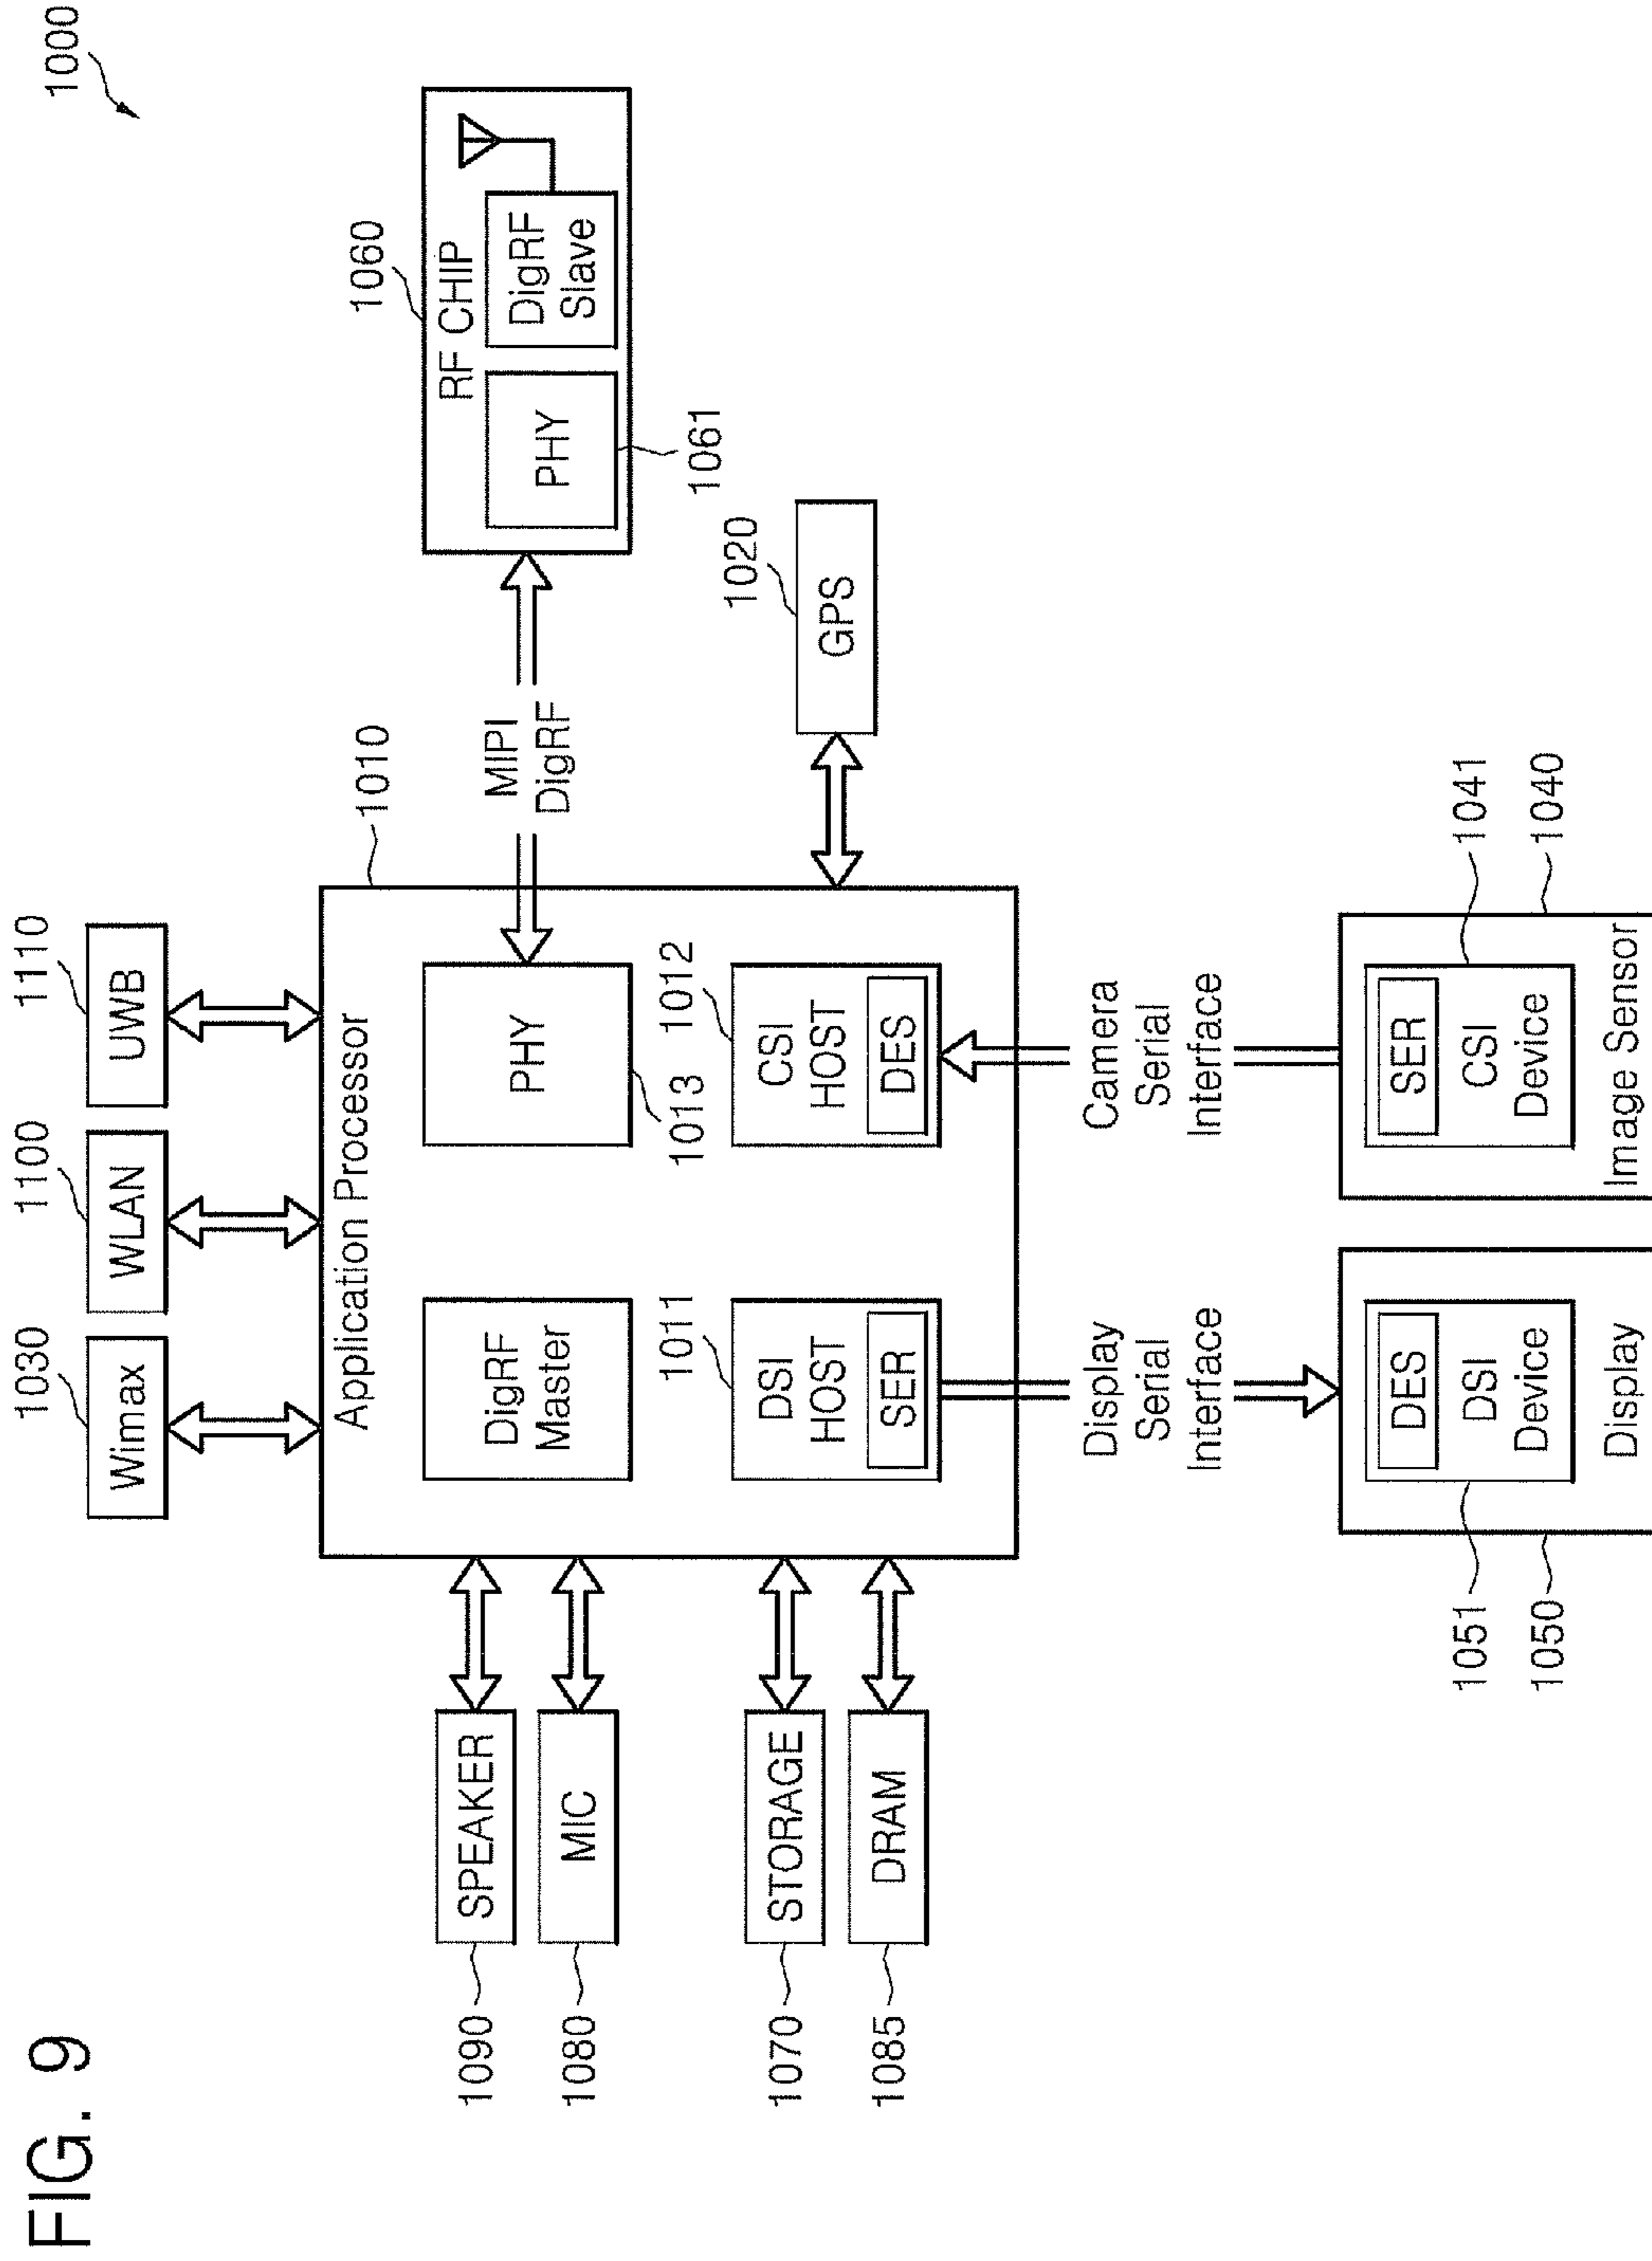 FIG. 9
1000
1030
1100
1110
Wimax
WLAN
UWB
1010
1060
Application Processor
RF CHIP
1090
SPEAKER
DigRF
Master
PHY
1013
MIPI
DigRF
PHY
1061
DigRF
Slave
1080
MIC
1070
STORAGE
1011
DSI
HOST
SER
1012
CSI
HOST
DES
1020
GPS
1085
DRAM
Display
Serial
Interface
Camera
Serial
Interface
1051
DES
DSI
Device
SER
CSI
Device
1041
1050
Display
Image Sensor
1040